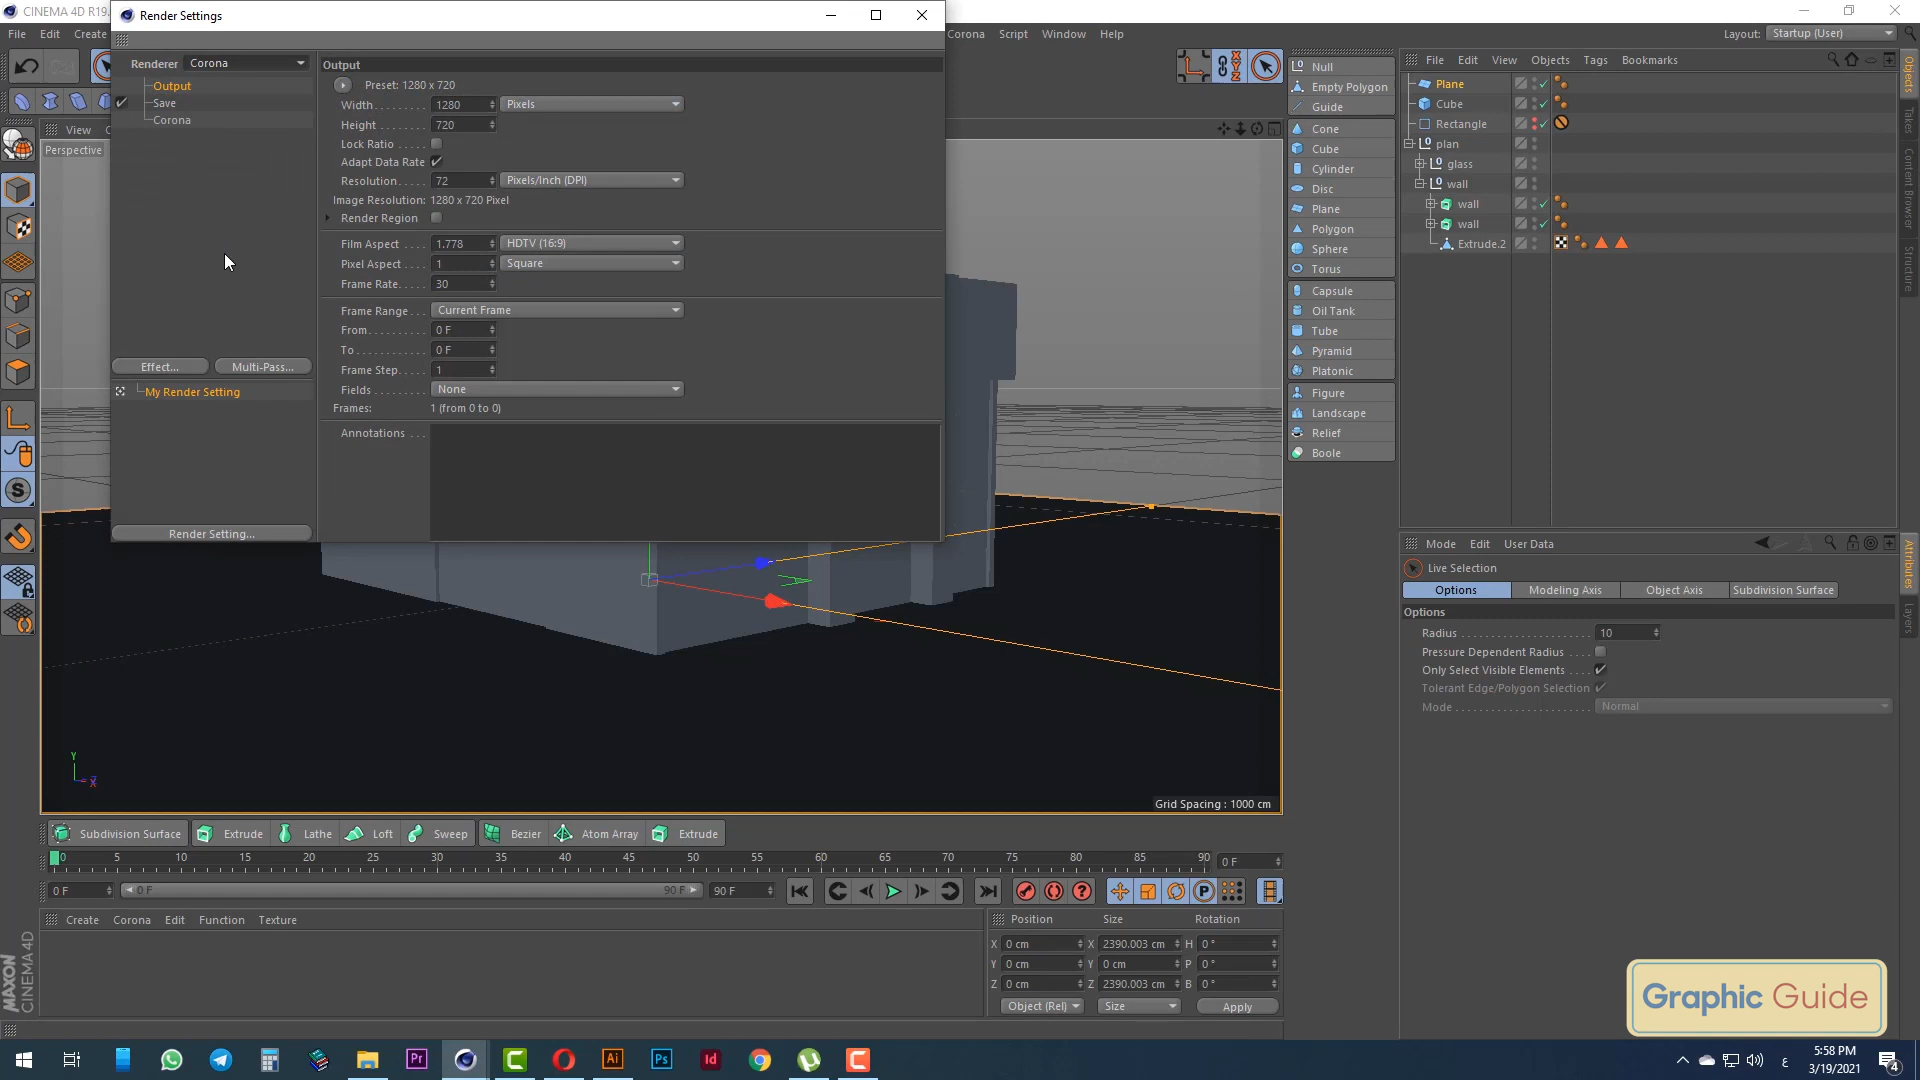 CINEMA 4D R19.
Render Settings
File Edit Create
Corona Script Window Help
Layout: Startup (User)
Renderer Corona
Output
Save
Corona
Effect... Multi-Pass...
My Render Setting
Render Setting...
Output
Preset: 1280 x 720
Width 1280 Pixels
Height 720
Lock Ratio
Adapt Data Rate
Resolution 72 Pixels/Inch (DPI)
Image Resolution: 1280 x 720 Pixel
Render Region
Film Aspect 1.778 HDTV (16:9)
Pixel Aspect 1 Square
Frame Rate 30
Frame Range Current Frame
From 0 F
To 0 F
Frame Step 1
Fields None
Frames: 1 (from 0 to 0)
Annotations
View
Perspective
Y
X
Grid Spacing : 1000 cm
Null
Empty Polygon
Guide
Cone
Cube
Cylinder
Disc
Plane
Polygon
Sphere
Torus
Capsule
Oil Tank
Tube
Pyramid
Platonic
Figure
Landscape
Relief
Boole
File Edit View Objects Tags Bookmarks
Plane
Cube
Rectangle
plan
glass
wall
wall
wall
Extrude.2
Objects
Takes
Content Browser
Structure
Mode Edit User Data
Live Selection
Options Modeling Axis Object Axis Subdivision Surface
Options
Radius 10
Pressure Dependent Radius
Only Select Visible Elements
Tolerant Edge/Polygon Selection
Mode Normal
Attributes
Layers
Subdivision Surface Extrude Lathe Loft Sweep Bezier Atom Array Extrude
0 5 10 15 20 25 30 35 40 45 50 55 60 65 70 75 80 85 90 0 F
0 F 0 F 90 F 90 F
Create Corona Edit Function Texture
Position Size Rotation
X 0 cm X 2390.003 cm H 0 °
Y 0 cm Y 0 cm P 0 °
Z 0 cm Z 2390.003 cm B 0 °
Object (Rel) Size Apply
MAXON
CINEMA 4D
Graphic Guide
Pr Ai Ps Id
ع
5:58 PM
3/19/2021
4